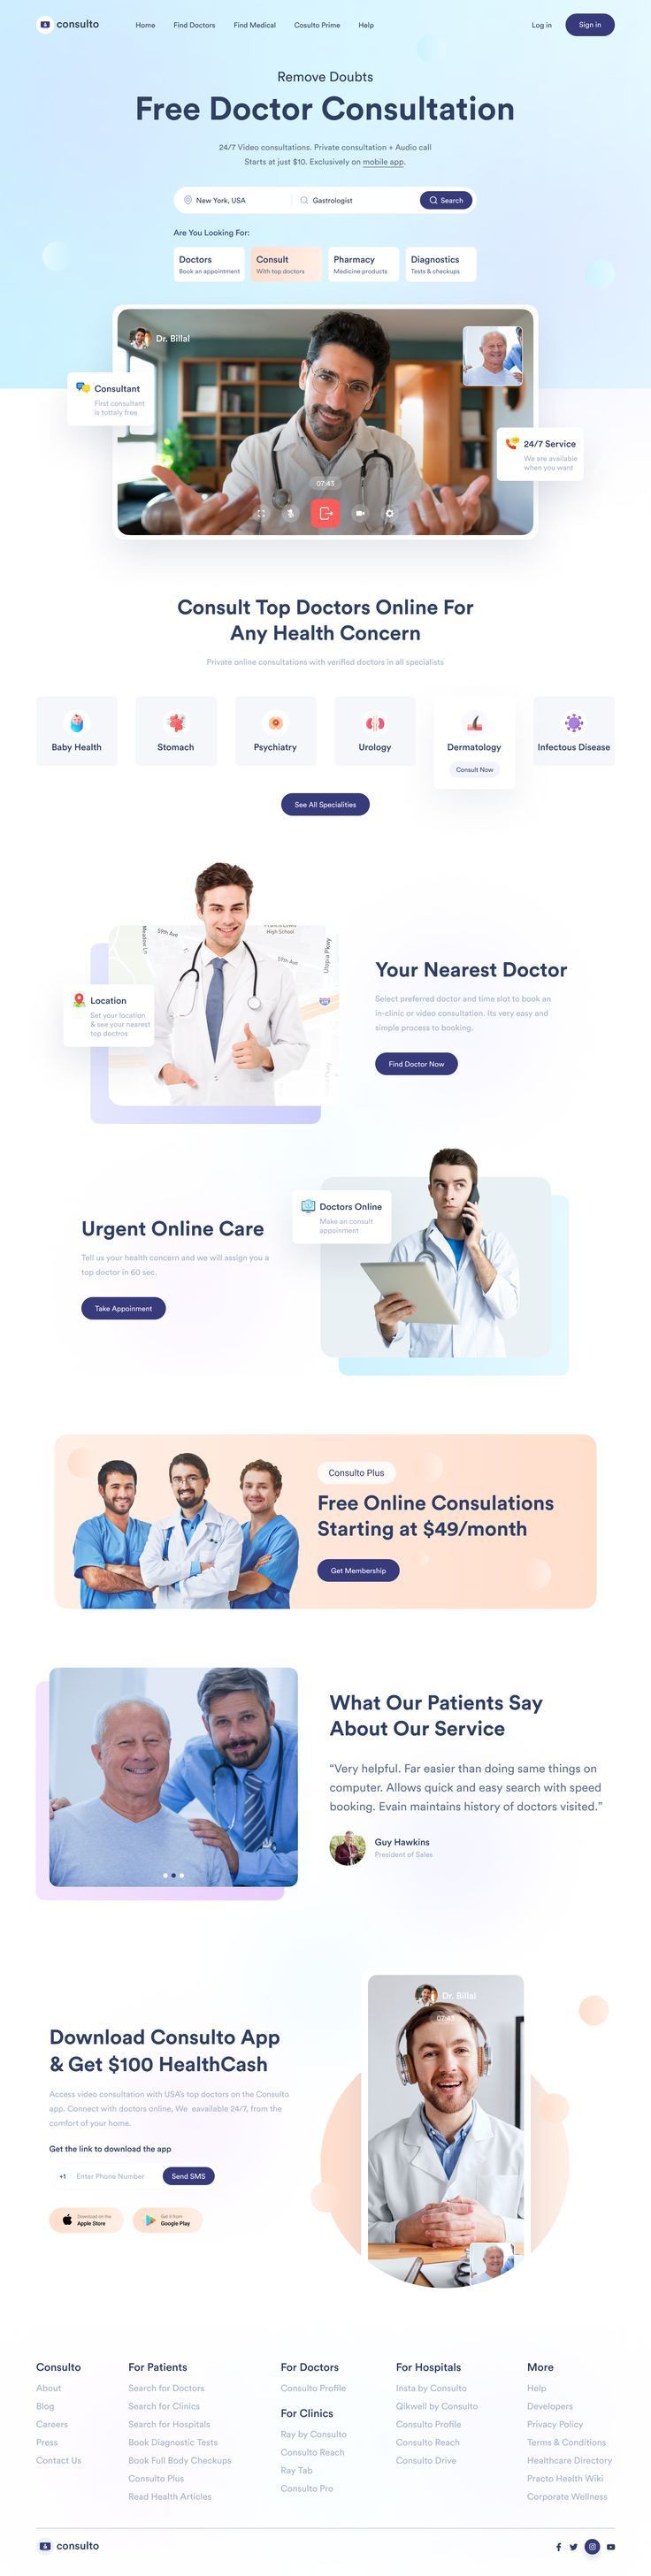 consulto
Home
Find Doctors
Find Medical
Cosulto Prime
Help
Log in
Sign in
Remove Doubts
Free Doctor Consultation
24/7 Video consultations. Private consultation + Audio call
Starts at just $10. Exclusively on mobile app.
New York, USA
Gastrologist
Search
Are You Looking For:
Doctors
Book an appointment
Consult
With top doctors
Pharmacy
Medicine products
Diagnostics
Tests & checkups
Dr. Billal
Consultant
First consultant
is tottaly free
24/7 Service
We are available
when you want
07:43
Consult Top Doctors Online For
Any Health Concern
Private online consultations with verified doctors in all specialists
Baby Health
Stomach
Psychiatry
Urology
Dermatology
Consult Now
Infectous Disease
See All Specialities
Meadow Ln
59th Ave
Francis Lewis
High School
59th Ave
Utopia Pkwy
Location
Set your location
& see your nearest
top doctros
Your Nearest Doctor
Select preferred doctor and time slot to book an
in-clinic or video consultation. Its very easy and
simple process to booking.
Find Doctor Now
Doctors Online
Make an consult
appoinment
Urgent Online Care
Tell us your health concern and we will assign you a
top doctor in 60 sec.
Take Appoinment
Consulto Plus
Free Online Consulations
Starting at $49/month
Get Membership
What Our Patients Say
About Our Service
“Very helpful. Far easier than doing same things on
computer. Allows quick and easy search with speed
booking. Evain maintains history of doctors visited.”
Guy Hawkins
President of Sales
Dr. Billal
07:43
Download Consulto App
& Get $100 HealthCash
Access video consultation with USA’s top doctors on the Consulto
app. Connect with doctors online, We eavailable 24/7, from the
comfort of your home.
Get the link to download the app
+1
Enter Phone Number
Send SMS
Download on the
Apple Store
Get it from
Google Play
Consulto
About
Blog
Careers
Press
Contact Us
For Patients
Search for Doctors
Search for Clinics
Search for Hospitals
Book Diagnostic Tests
Book Full Body Checkups
Consulto Plus
Read Health Articles
For Doctors
Consulto Profile
For Clinics
Ray by Consulto
Consulto Reach
Ray Tab
Consulto Pro
For Hospitals
Insta by Consulto
Qikwell by Consulto
Consulto Profile
Consulto Reach
Consulto Drive
More
Help
Developers
Privacy Policy
Terms & Conditions
Healthcare Directory
Practo Health Wiki
Corporate Wellness
consulto